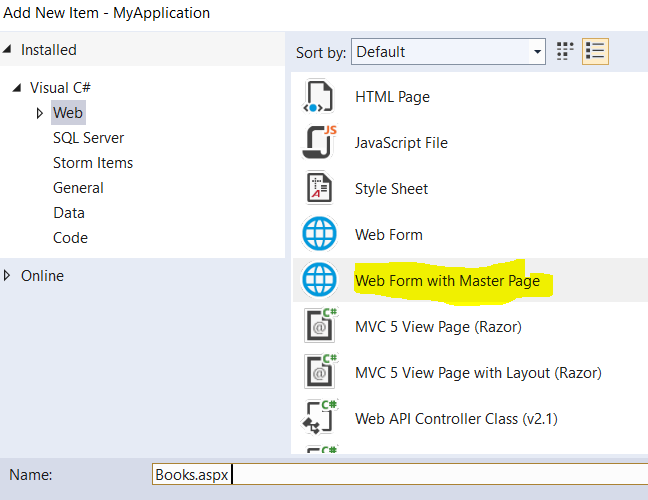 Add New Item - MyApplication
Installed
Visual C#
Web
SQL Server
Storm Items
General
Data
Code
Online
Sort by: Default
HTML Page
JS
JavaScript File
A
Style Sheet
Web Form
Web Form with Master Page
C#
@
MVC 5 View Page (Razor)
C#
@
MVC 5 View Page with Layout (Razor)
C#
Web API Controller Class (v2.1)
C#
Name: Books.aspx